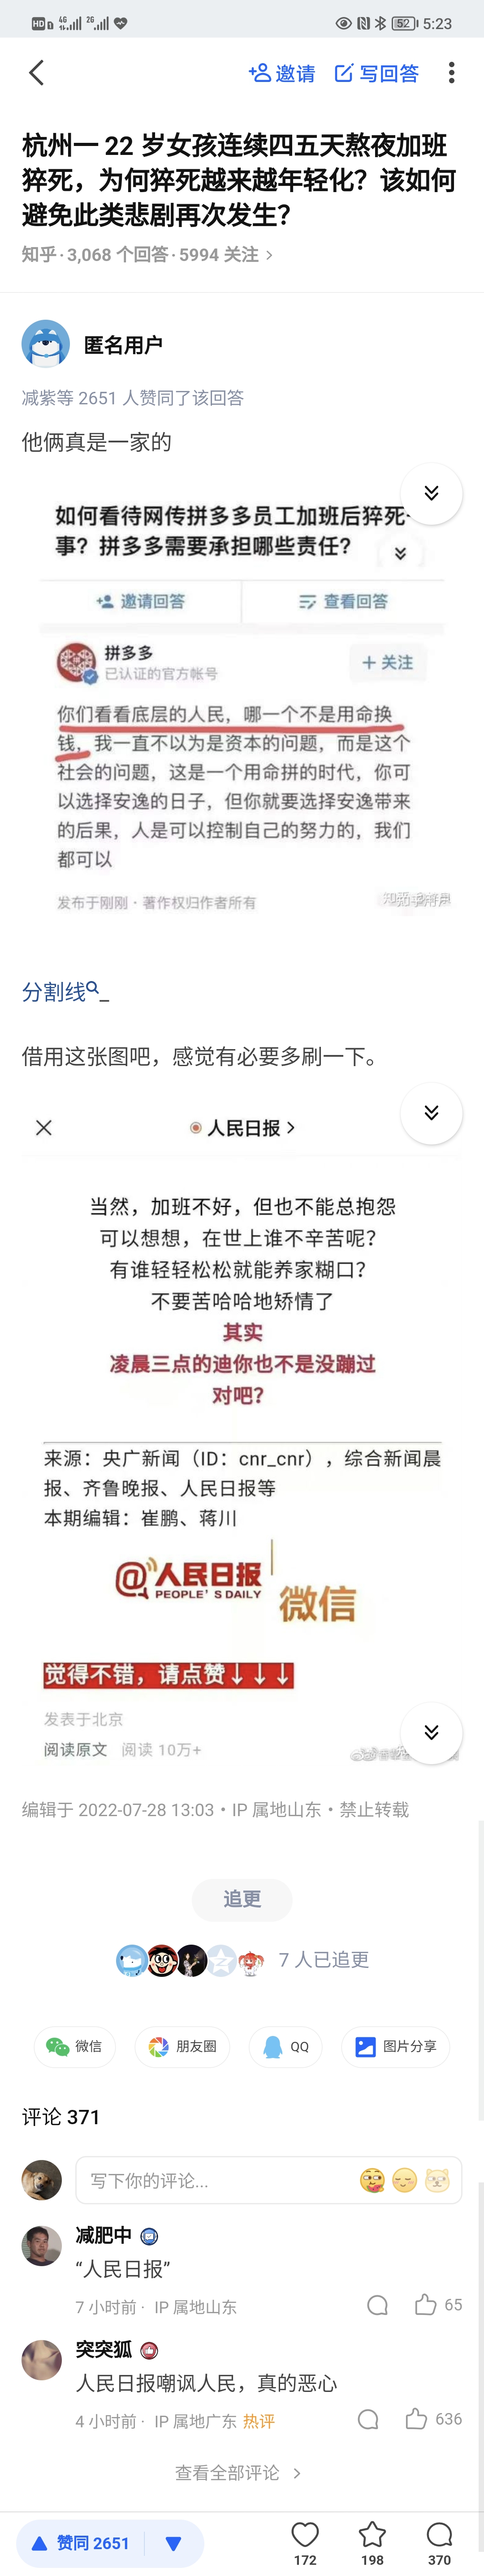 HD 4G 2G 52 5:23
邀请 写回答
杭州一 22 岁女孩连续四五天熬夜加班
猝死，为何猝死越来越年轻化？该如何
避免此类悲剧再次发生？
知乎·3,068 个回答·5994 关注 >
匿名用户
减紫等 2651 人赞同了该回答
他俩真是一家的
如何看待网传拼多多员工加班后猝死
事？拼多多需要承担哪些责任？
邀请回答 查看回答
拼多多
已认证的官方帐号
+ 关注
你们看看底层的人民，哪一个不是用命换
钱，我一直不以为是资本的问题，而是这个
社会的问题，这是一个用命拼的时代，你可
以选择安逸的日子，但你就要选择安逸带来
的后果，人是可以控制自己的努力的，我们
都可以
发布于刚刚 · 著作权归作者所有
分割线_
借用这张图吧，感觉有必要多刷一下。
人民日报 >
当然，加班不好，但也不能总抱怨
可以想想，在世上谁不辛苦呢？
有谁轻轻松松就能养家糊口？
不要苦哈哈地矫情了
其实
凌晨三点的迪你也不是没蹦过
对吧？
来源：央广新闻（ID：cnr_cnr），综合新闻晨
报、齐鲁晚报、人民日报等
本期编辑：崔鹏、蒋川
@人民日报
PEOPLE'S DAILY
微信
觉得不错，请点赞↓↓↓
发表于北京
阅读原文 阅读 10万+
编辑于 2022-07-28 13:03・IP 属地山东・禁止转载
追更
7 人已追更
微信 朋友圈 QQ 图片分享
评论 371
写下你的评论...
减肥中
“人民日报”
7 小时前 · IP 属地山东 65
突突狐
人民日报嘲讽人民，真的恶心
4 小时前 · IP 属地广东 热评 636
查看全部评论 >
赞同 2651 172 198 370